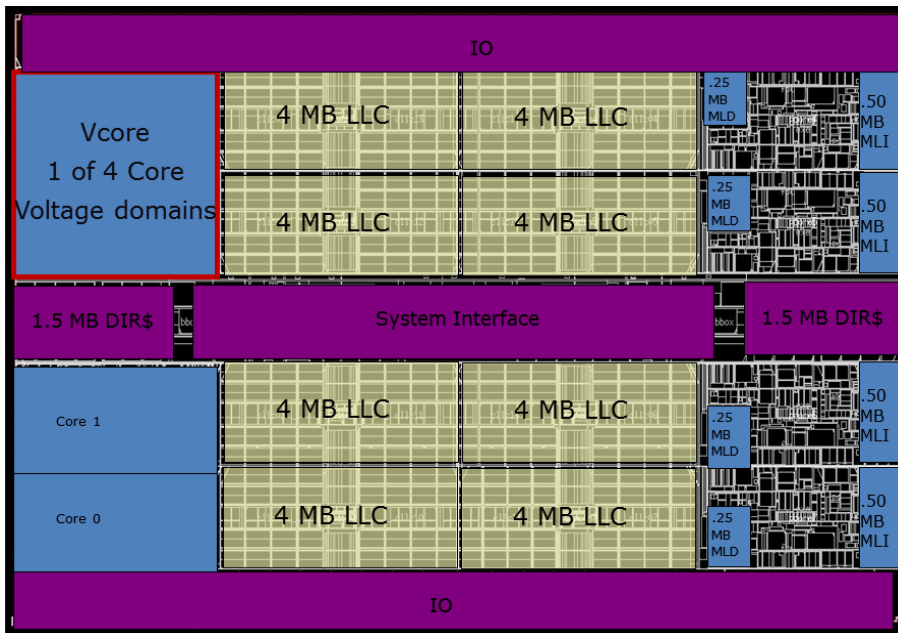 IO
Vcore
1 of 4 Core
Voltage domains
4 MB LLC
4 MB LLC
.25
MB
MLD
.50
MB
MLI
4 MB LLC
4 MB LLC
.25
MB
MLD
.50
MB
MLI
1.5 MB DIR$
System Interface
1.5 MB DIR$
Core 1
4 MB LLC
4 MB LLC
.25
MB
MLD
.50
MB
MLI
Core 0
4 MB LLC
4 MB LLC
.25
MB
MLD
.50
MB
MLI
IO